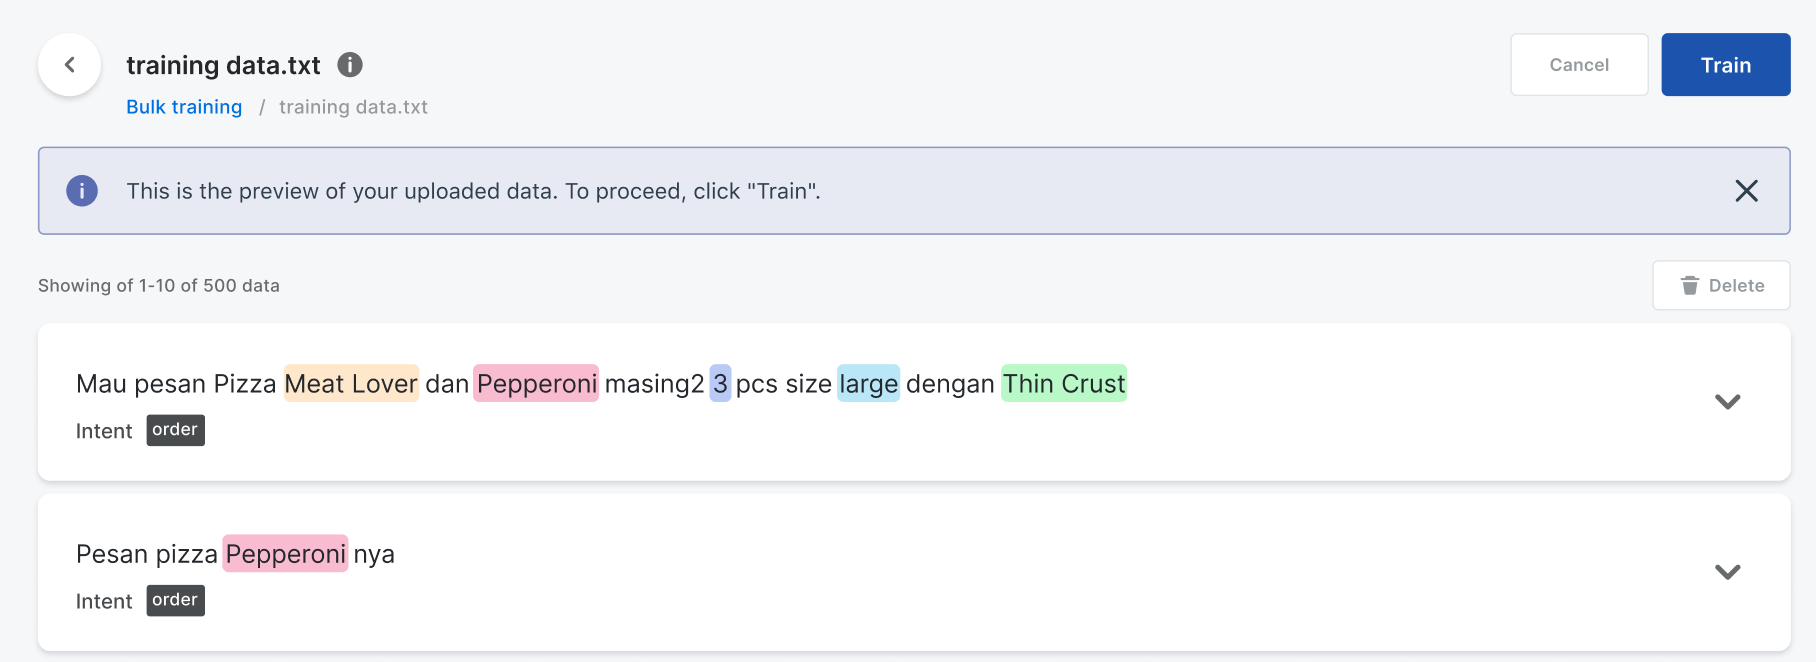 training data.txt
Cancel
Train
Bulk training / training data.txt
This is the preview of your uploaded data. To proceed, click "Train".
Showing of 1-10 of 500 data
Delete
Mau pesan Pizza Meat Lover dan Pepperoni masing2 3 pcs size large dengan Thin Crust
Intent order
Pesan pizza Pepperoni nya
Intent order